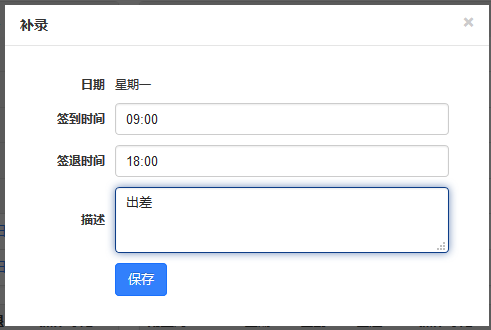 补录
日期 星期一
签到时间 09:00
签退时间 18:00
描述 出差
保存